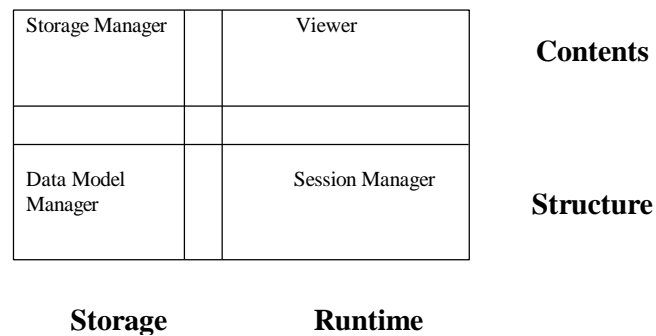 Storage Manager
Viewer
Contents
Data Model
Manager
Session Manager
Structure
Storage
Runtime